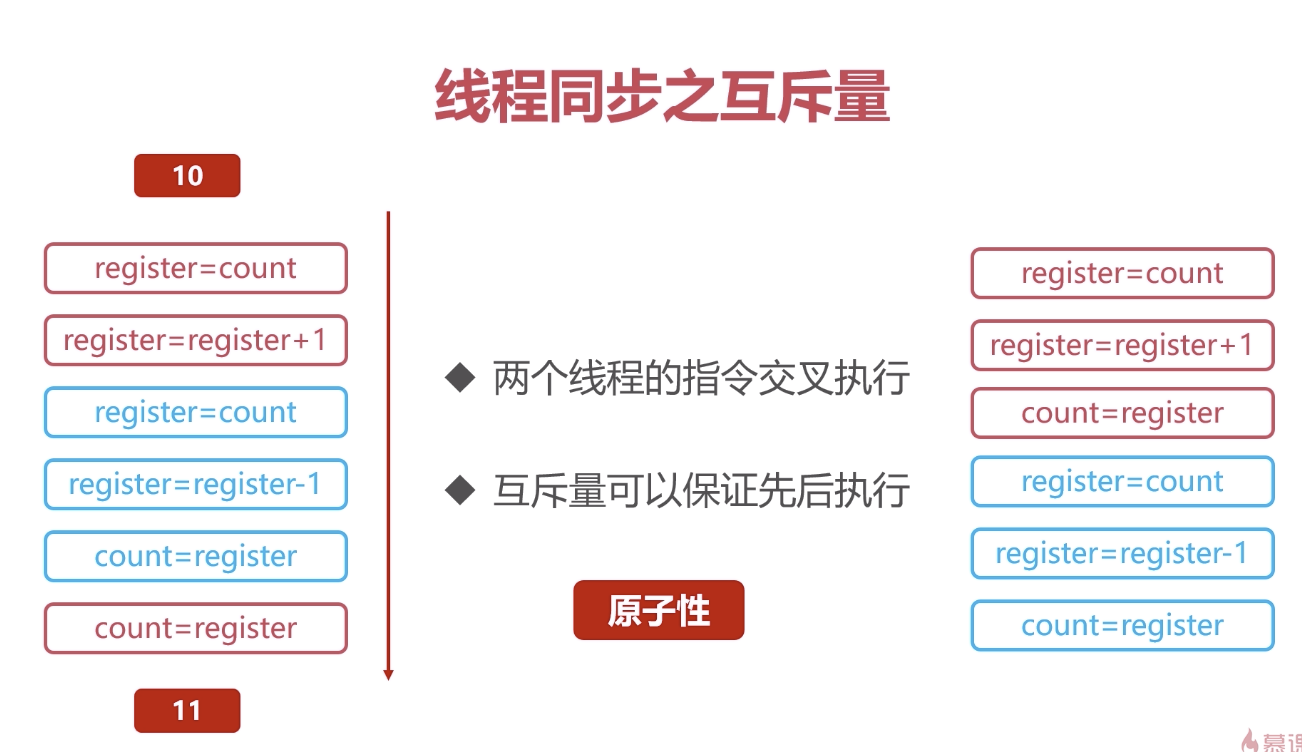 线程同步之互斥量
10
register=count
register=register+1
register=count
register=register-1
count=register
count=register
11
◆ 两个线程的指令交叉执行
◆ 互斥量可以保证先后执行
原子性
register=count
register=register+1
count=register
register=count
register=register-1
count=register
慕课